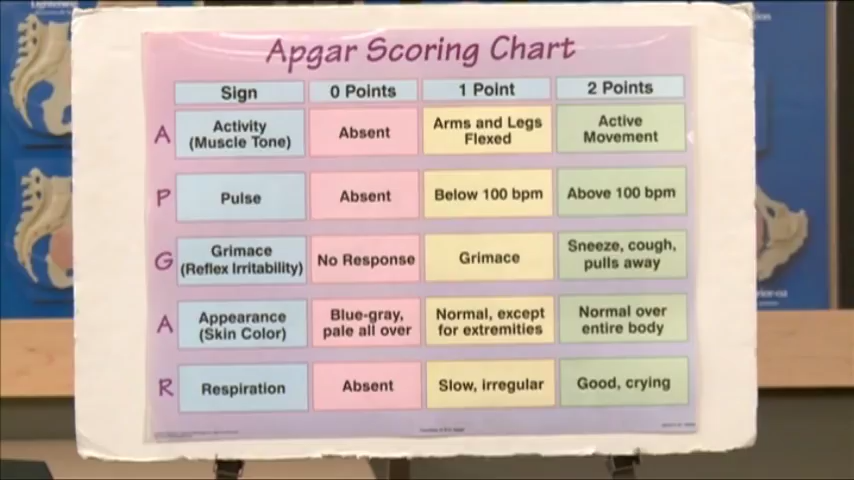 Apgar Scoring Chart
Sign 0 Points 1 Point 2 Points
A Activity (Muscle Tone) Absent Arms and Legs Flexed Active Movement
P Pulse Absent Below 100 bpm Above 100 bpm
G Grimace (Reflex Irritability) No Response Grimace Sneeze, cough, pulls away
A Appearance (Skin Color) Blue-gray, pale all over Normal, except for extremities Normal over entire body
R Respiration Absent Slow, irregular Good, crying